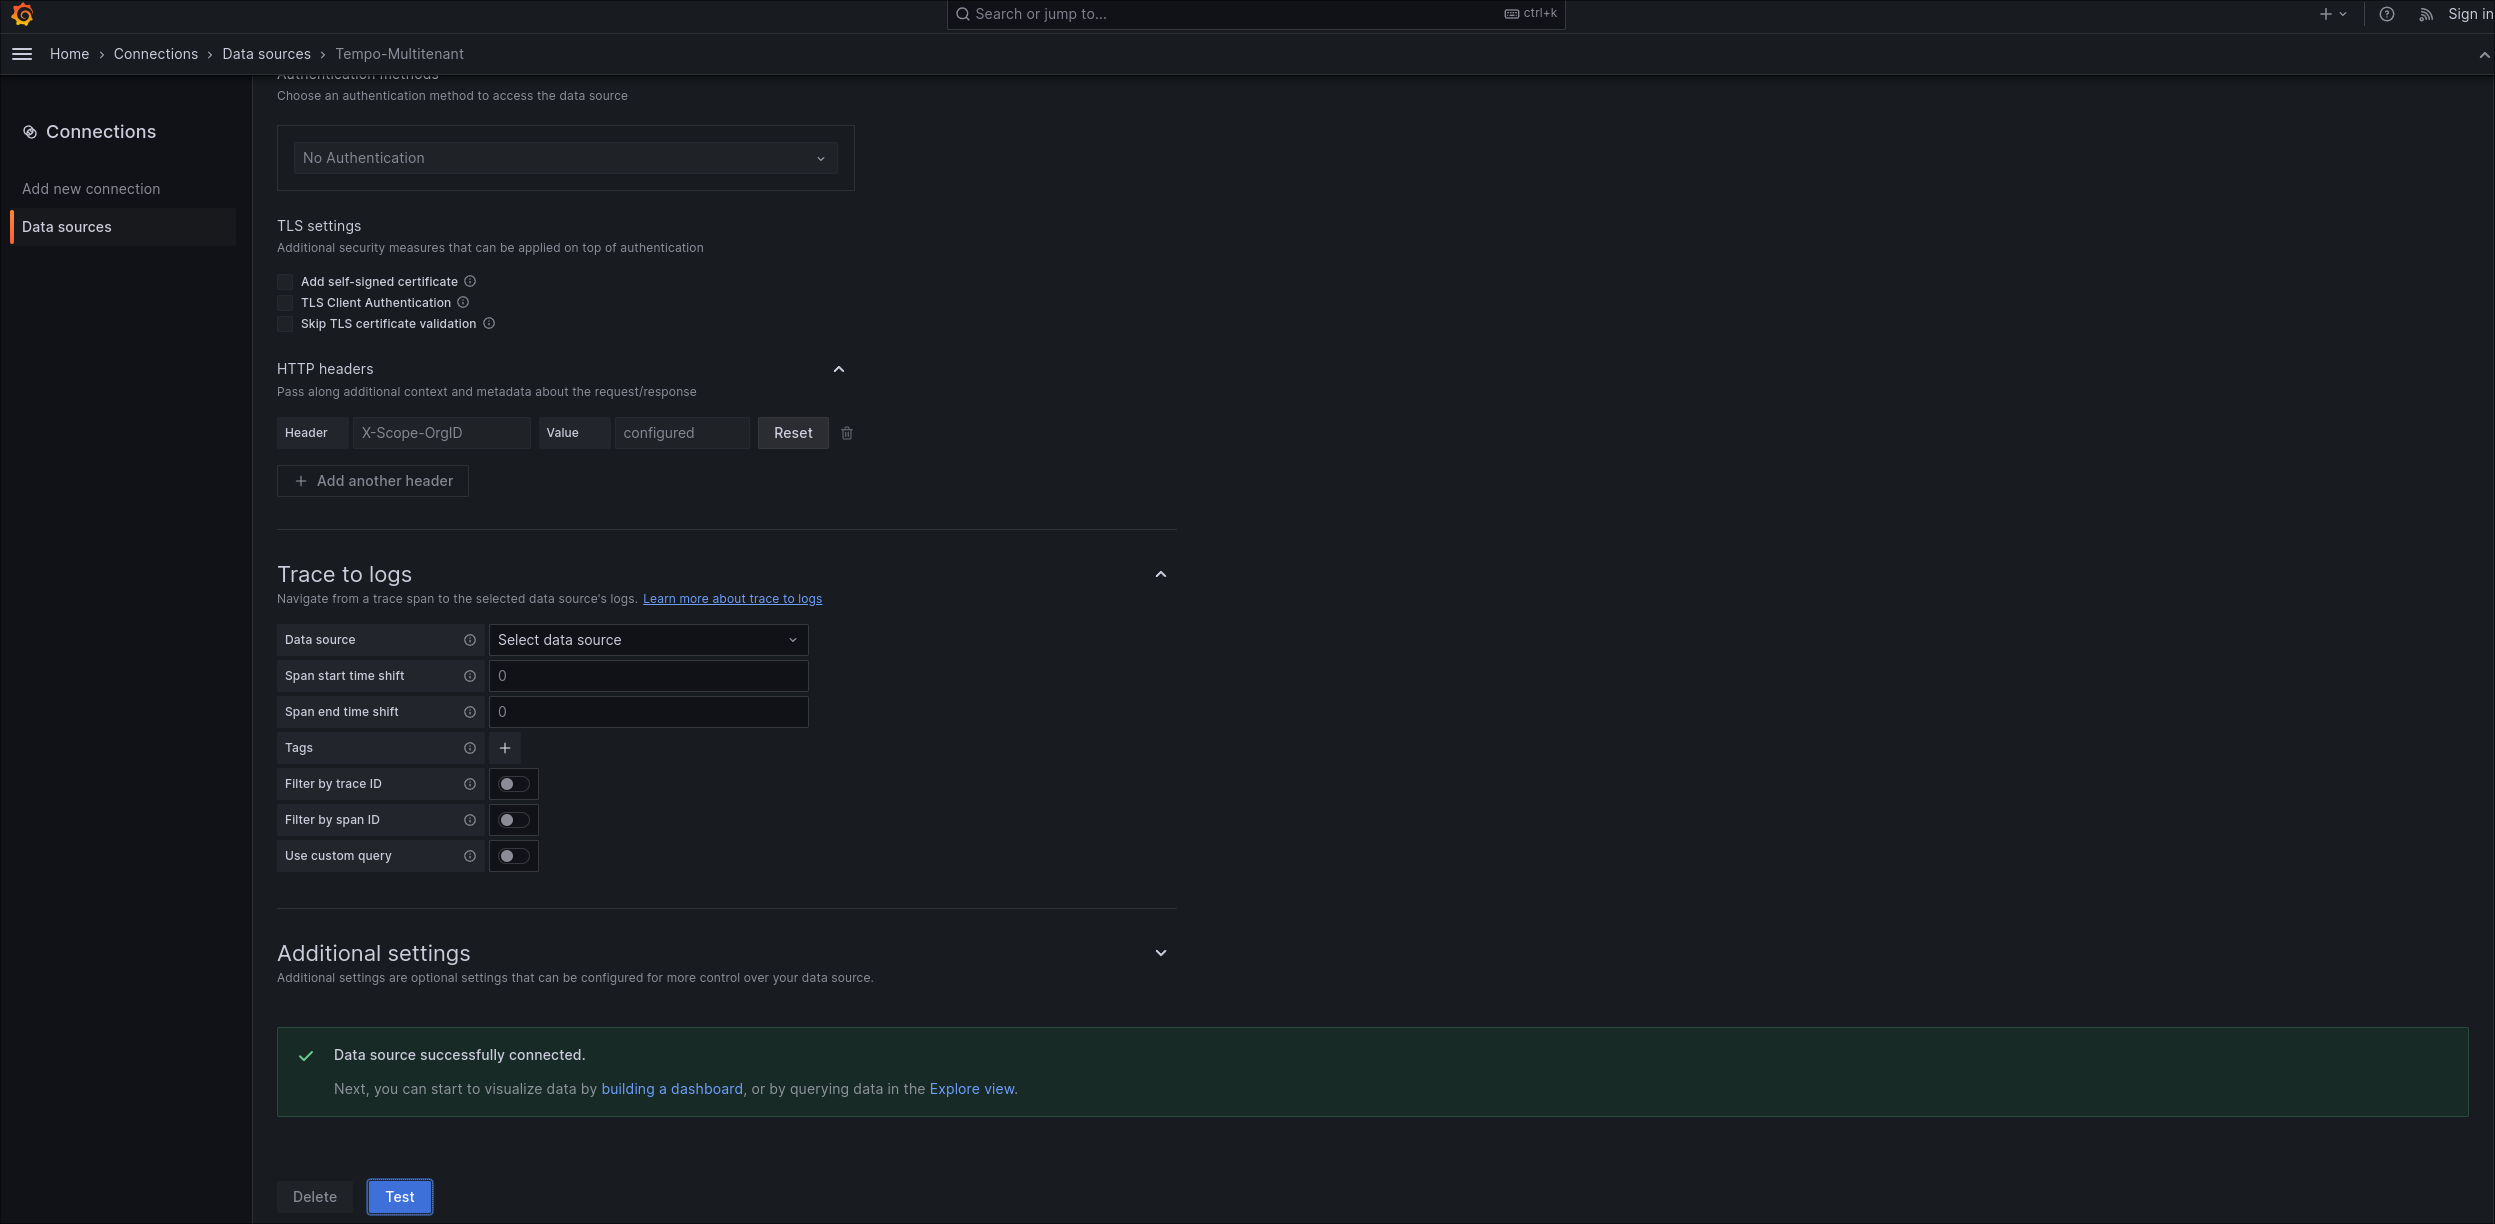 Search or jump to...
ctrl+k
Sign in
Home › Connections › Data sources › Tempo-Multitenant
Connections
Add new connection
Data sources
Authentication methods
Choose an authentication method to access the data source
No Authentication
TLS settings
Additional security measures that can be applied on top of authentication
Add self-signed certificate
TLS Client Authentication
Skip TLS certificate validation
HTTP headers
Pass along additional context and metadata about the request/response
Header X-Scope-OrgID Value configured Reset
Add another header
Trace to logs
Navigate from a trace span to the selected data source's logs. Learn more about trace to logs
Data source Select data source
Span start time shift 0
Span end time shift 0
Tags
Filter by trace ID
Filter by span ID
Use custom query
Additional settings
Additional settings are optional settings that can be configured for more control over your data source.
Data source successfully connected.
Next, you can start to visualize data by building a dashboard, or by querying data in the Explore view.
Delete Test